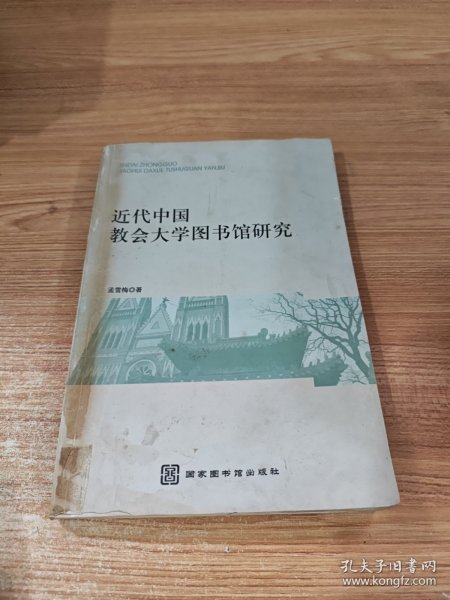 JINDAI ZHONGGUO
JIAOHUI DAXUE TUSHUGUAN YANJIU
近代中国
教会大学图书馆研究
孟雪梅◎著
国家图书馆出版社
孔夫子旧书网
www.kongfz.com